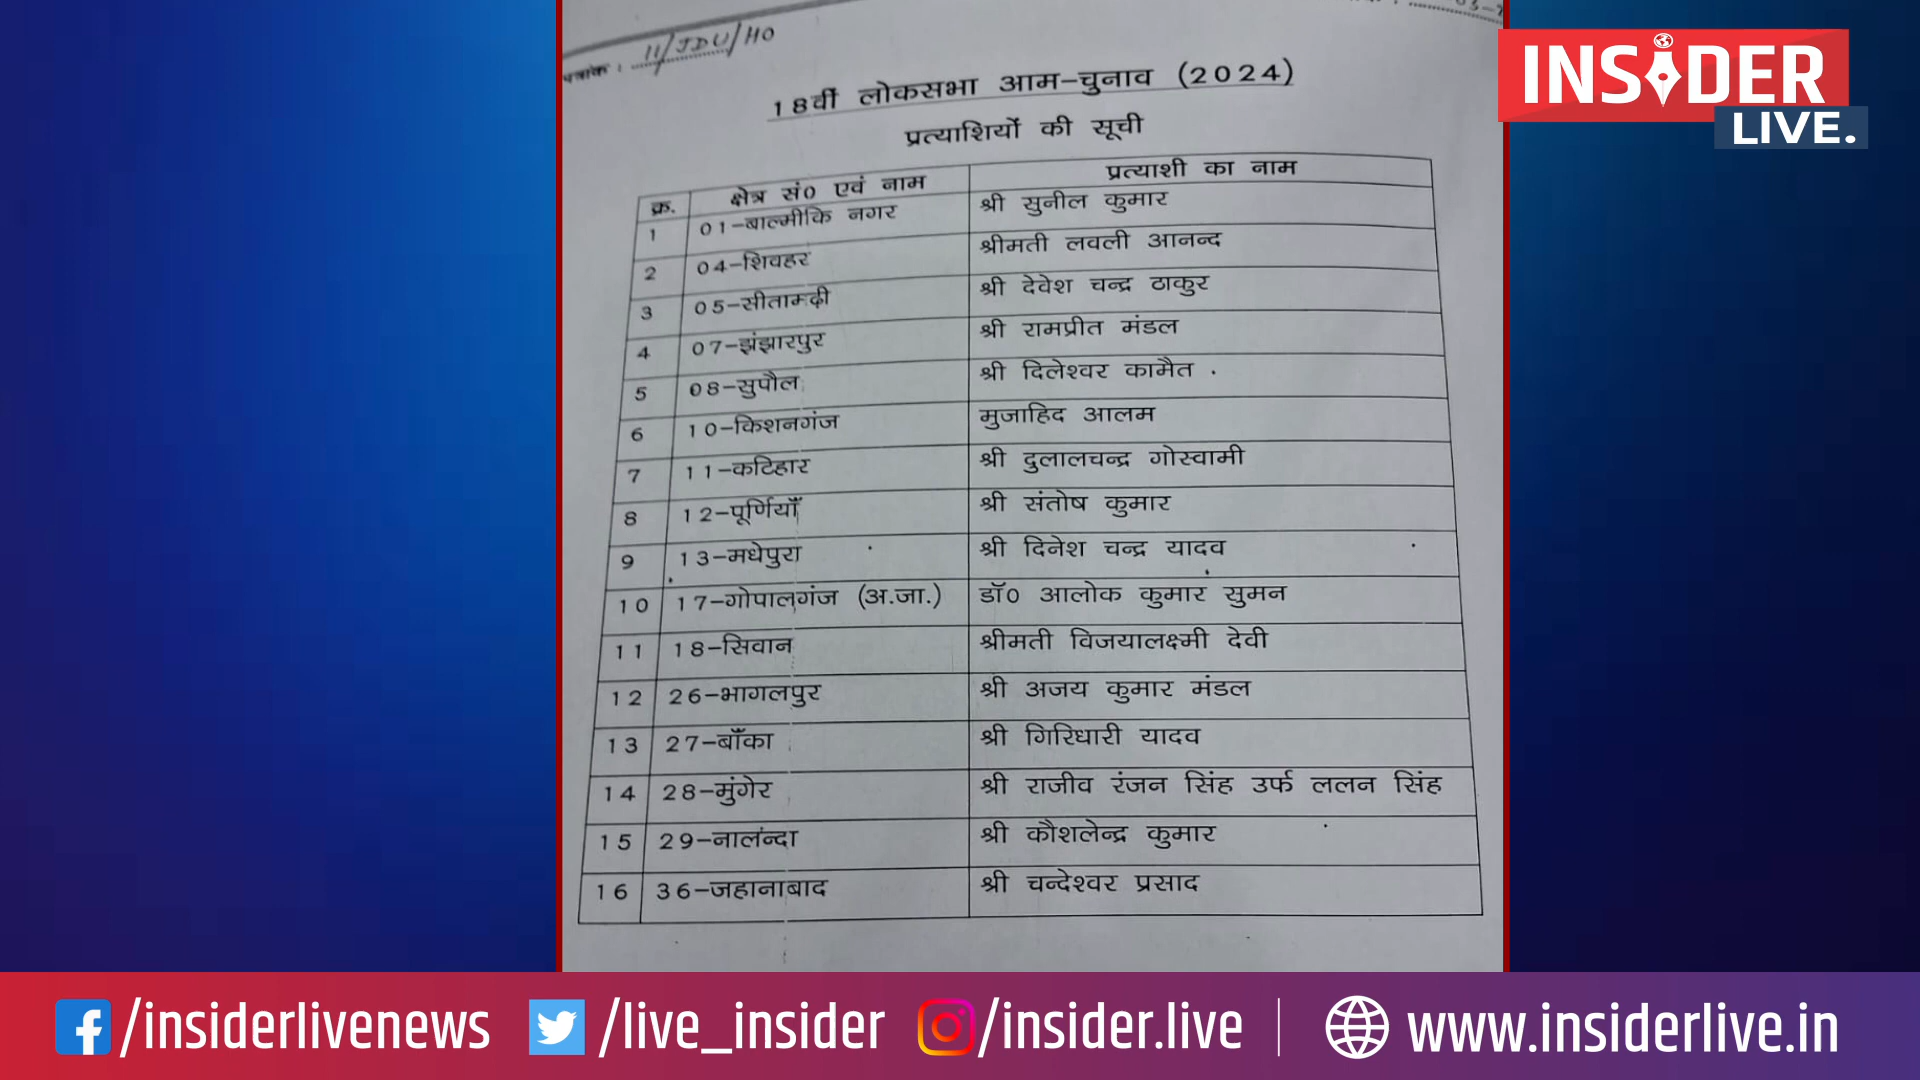 पत्रांक : 11/JDU/HO
INSIDER
LIVE.
18वीं लोकसभा आम-चुनाव (2024)
प्रत्याशियों की सूची
क्र. क्षेत्र सं0 एवं नाम प्रत्याशी का नाम
1 01-बाल्मीकि नगर श्री सुनील कुमार
2 04-शिवहर श्रीमती लवली आनन्द
3 05-सीतामढ़ी श्री देवेश चन्द्र ठाकुर
4 07-झंझारपुर श्री रामप्रीत मंडल
5 08-सुपौल श्री दिलेश्वर कामैत
6 10-किशनगंज मुजाहिद आलम
7 11-कटिहार श्री दुलालचन्द्र गोस्वामी
8 12-पूर्णियाँ श्री संतोष कुमार
9 13-मधेपुरा श्री दिनेश चन्द्र यादव
10 17-गोपालगंज (अ.जा.) डॉ0 आलोक कुमार सुमन
11 18-सिवान श्रीमती विजयालक्ष्मी देवी
12 26-भागलपुर श्री अजय कुमार मंडल
13 27-बाँका श्री गिरिधारी यादव
14 28-मुंगेर श्री राजीव रंजन सिंह उर्फ ललन सिंह
15 29-नालंन्दा श्री कौशलेन्द्र कुमार
16 36-जहानाबाद श्री चन्देश्वर प्रसाद
/insiderlivenews /live_insider /insider.live www.insiderlive.in